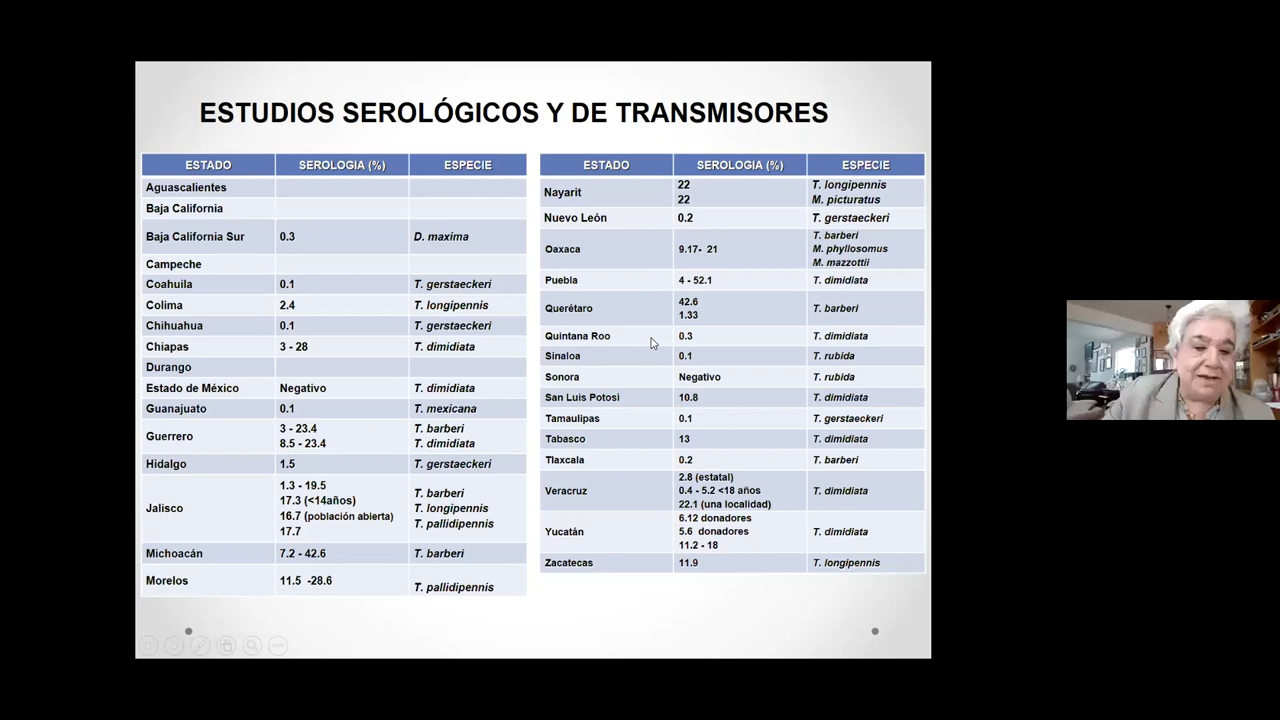 ESTUDIOS SEROLÓGICOS Y DE TRANSMISORES
ESTADO SEROLOGIA (%) ESPECIE
Aguascalientes
Baja California
Baja California Sur 0.3 D. maxima
Campeche
Coahuila 0.1 T. gerstaeckeri
Colima 2.4 T. longipennis
Chihuahua 0.1 T. gerstaeckeri
Chiapas 3 - 28 T. dimidiata
Durango
Estado de México Negativo T. dimidiata
Guanajuato 0.1 T. mexicana
Guerrero
3 - 23.4 T. barberi
8.5 - 23.4 T. dimidiata
Hidalgo 1.5 T. gerstaeckeri
Jalisco
1.3 - 19.5
17.3 (<14años)
16.7 (población abierta)
17.7
T. barberi
T. longipennis
T. pallidipennis
Michoacán 7.2 - 42.6 T. barberi
Morelos 11.5 -28.6 T. pallidipennis
ESTADO SEROLOGIA (%) ESPECIE
Nayarit
22 T. longipennis
22 M. picturatus
Nuevo León 0.2 T. gerstaeckeri
Oaxaca 9.17- 21
T. barberi
M. phyllosomus
M. mazzottii
Puebla 4 - 52.1 T. dimidiata
Querétaro
42.6
1.33
T. barberi
Quintana Roo 0.3 T. dimidiata
Sinaloa 0.1 T. rubida
Sonora Negativo T. rubida
San Luis Potosí 10.8 T. dimidiata
Tamaulipas 0.1 T. gerstaeckeri
Tabasco 13 T. dimidiata
Tlaxcala 0.2 T. barberi
Veracruz
2.8 (estatal)
0.4 - 5.2 <18 años
22.1 (una localidad)
T. dimidiata
Yucatán
6.12 donadores
5.6 donadores
11.2 - 18
T. dimidiata
Zacatecas 11.9 T. longipennis